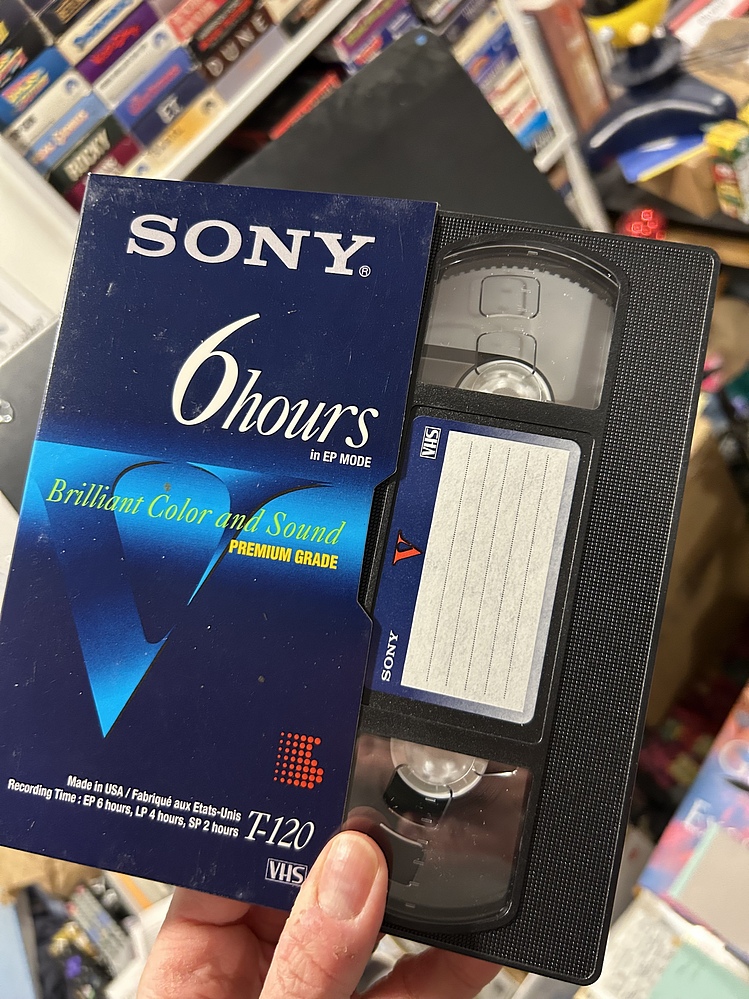 DUNE
E.T.
SONY®
6hours
in EP MODE
Brilliant Color and Sound
PREMIUM GRADE
Made in USA / Fabriqué aux Etats-Unis
Recording Time : EP 6 hours, LP 4 hours, SP 2 hours
T-120
VHS
VHS
V
SONY